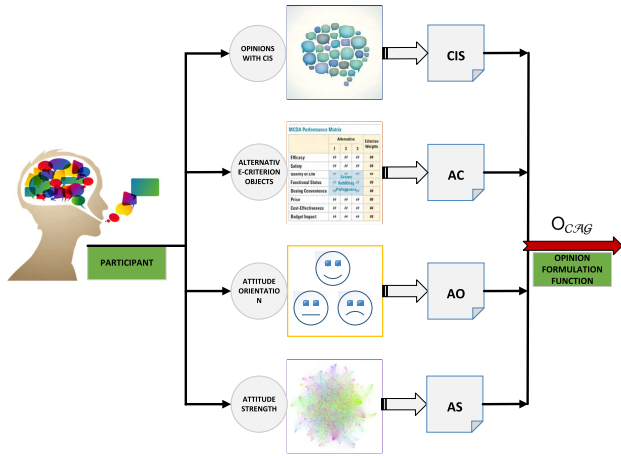 OPINIONS
WITH CIS
CIS
MCDA Performance Matrix
Alternative
Criterion
Weights
1 2 3
Efficacy ## ## ## ##
Safety ## ## ## ##
Quality of Life
Functional Status ## ##
Dosing Convenience ## ##
Price ## ## ## ##
Cost-Effectiveness ## ## ## ##
Budget Impact ## ## ## ##
ALTERNATIV
E-CRITERION
OBJECTS
AC
PARTICIPANT
O_CAG
OPINION
FORMULATION
FUNCTION
ATTITUDE
ORIENTATIO
N
AO
ATTITUDE
STRENGTH
AS